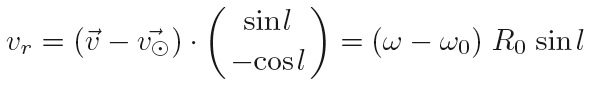 $v_r = (\vec{v} - \vec{v_\odot}) \cdot \begin{pmatrix} \sin l \\ -\cos l \end{pmatrix} = (\omega - \omega_0) \ R_0 \ \sin l$